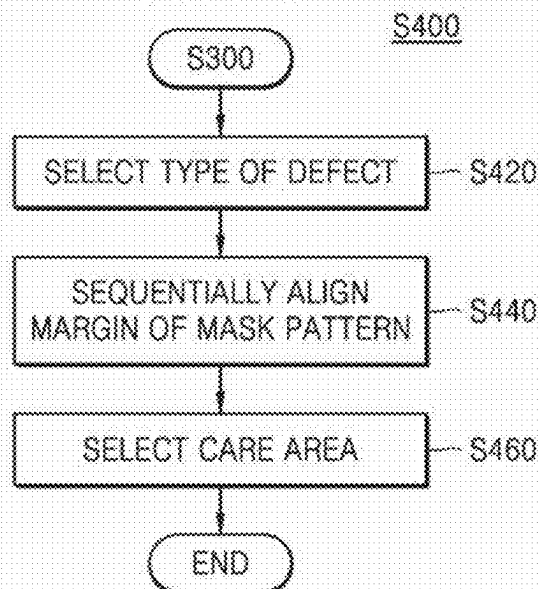 S400
S300
SELECT TYPE OF DEFECT
S420
SEQUENTIALLY ALIGN
MARGIN OF MASK PATTERN
S440
SELECT CARE AREA
S460
END